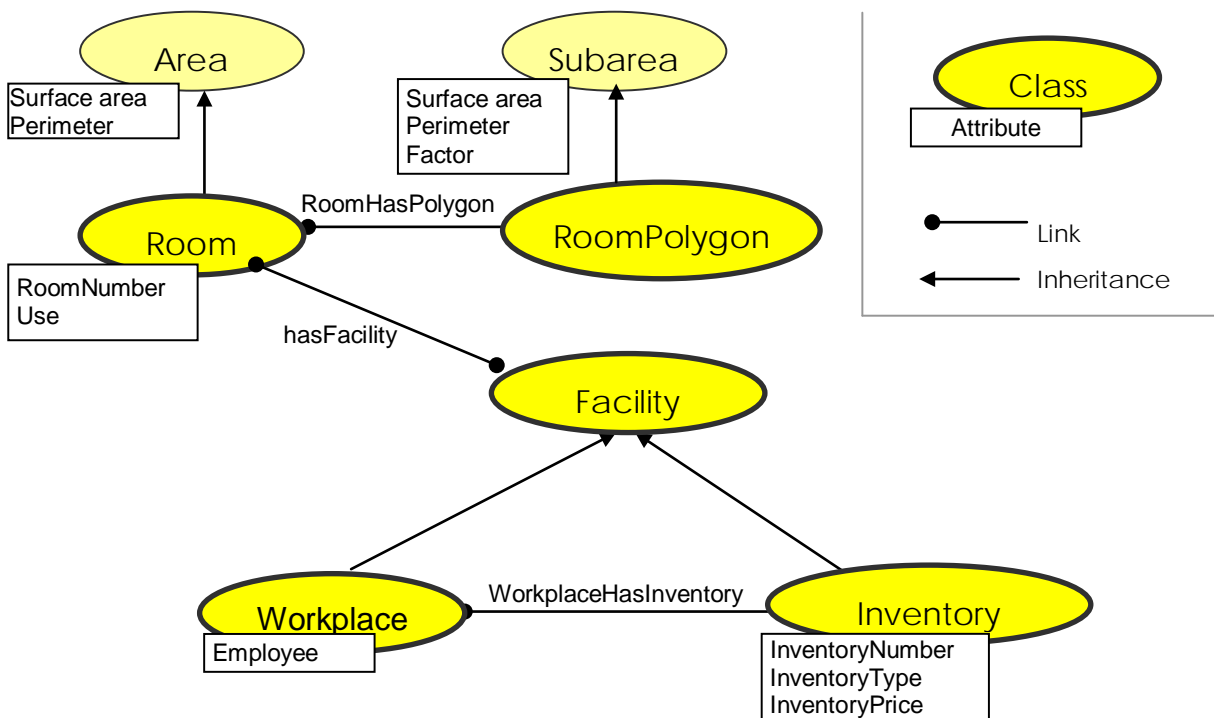 Area
Surface area
Perimeter
Subarea
Surface area
Perimeter
Factor
Class
Attribute
Link
Inheritance
RoomHasPolygon
Room
RoomPolygon
RoomNumber
Use
hasFacility
Facility
WorkplaceHasInventory
Workplace
Employee
Inventory
InventoryNumber
InventoryType
InventoryPrice